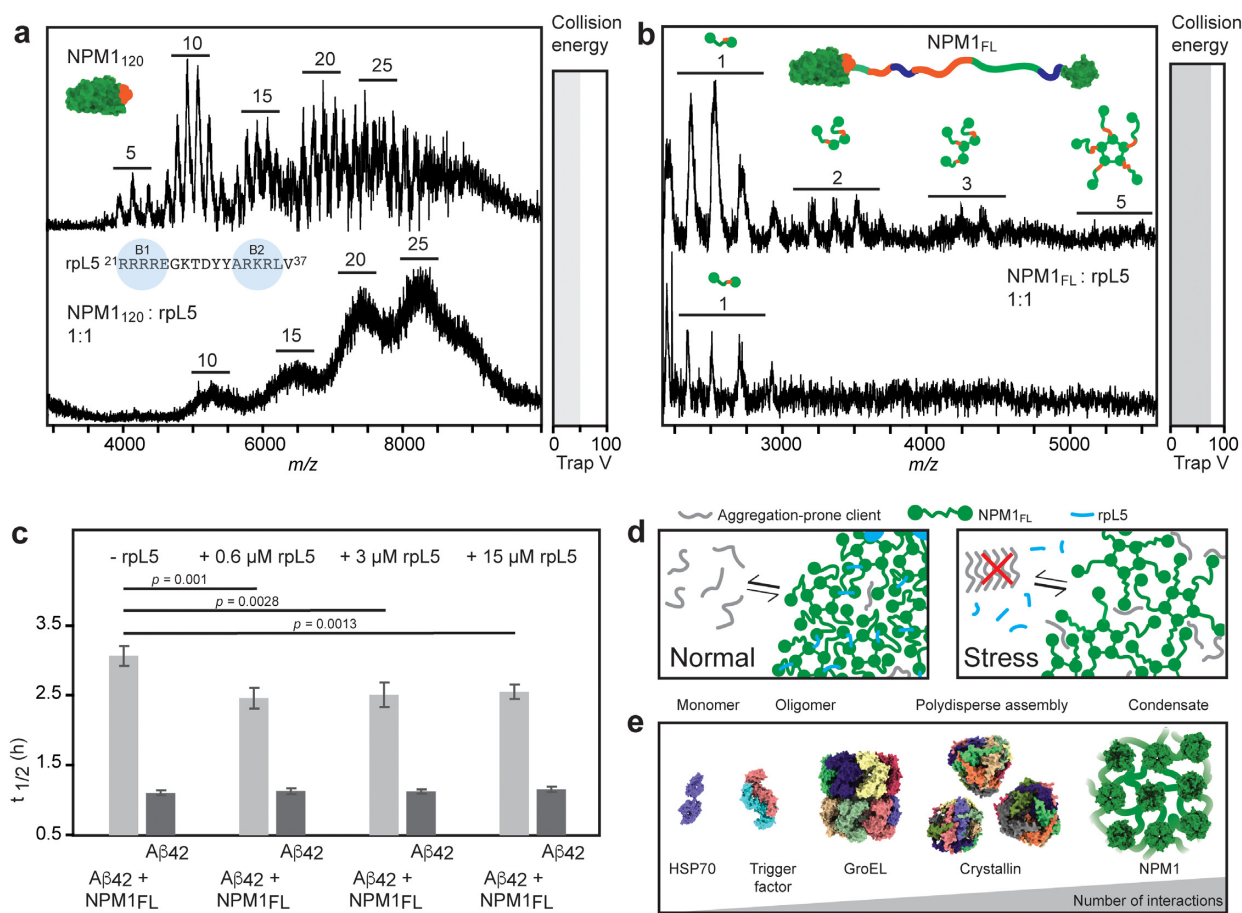 a
NPM1120
10
5
15
20
25
Collision
energy
B1
B2
rpL5 21RRRREGKTDYYARKRLV37
NPM1120 : rpL5
1:1
10
15
20
25
4000
6000
8000
m/z
0
100
Trap V
b
NPM1FL
Collision
energy
1
2
3
5
NPM1FL : rpL5
1:1
1
3000
4000
5000
m/z
0
100
Trap V
c
- rpL5
+ 0.6 µM rpL5
+ 3 µM rpL5
+ 15 µM rpL5
p = 0.001
p = 0.0028
p = 0.0013
t 1/2 (h)
3.5
2.5
1.5
0.5
Aβ42
Aβ42
Aβ42
Aβ42
Aβ42 +
NPM1FL
Aβ42 +
NPM1FL
Aβ42 +
NPM1FL
Aβ42 +
NPM1FL
d
Aggregation-prone client
NPM1FL
rpL5
Normal
Stress
Monomer
Oligomer
Polydisperse assembly
Condensate
e
HSP70
Trigger
factor
GroEL
Crystallin
NPM1
Number of interactions